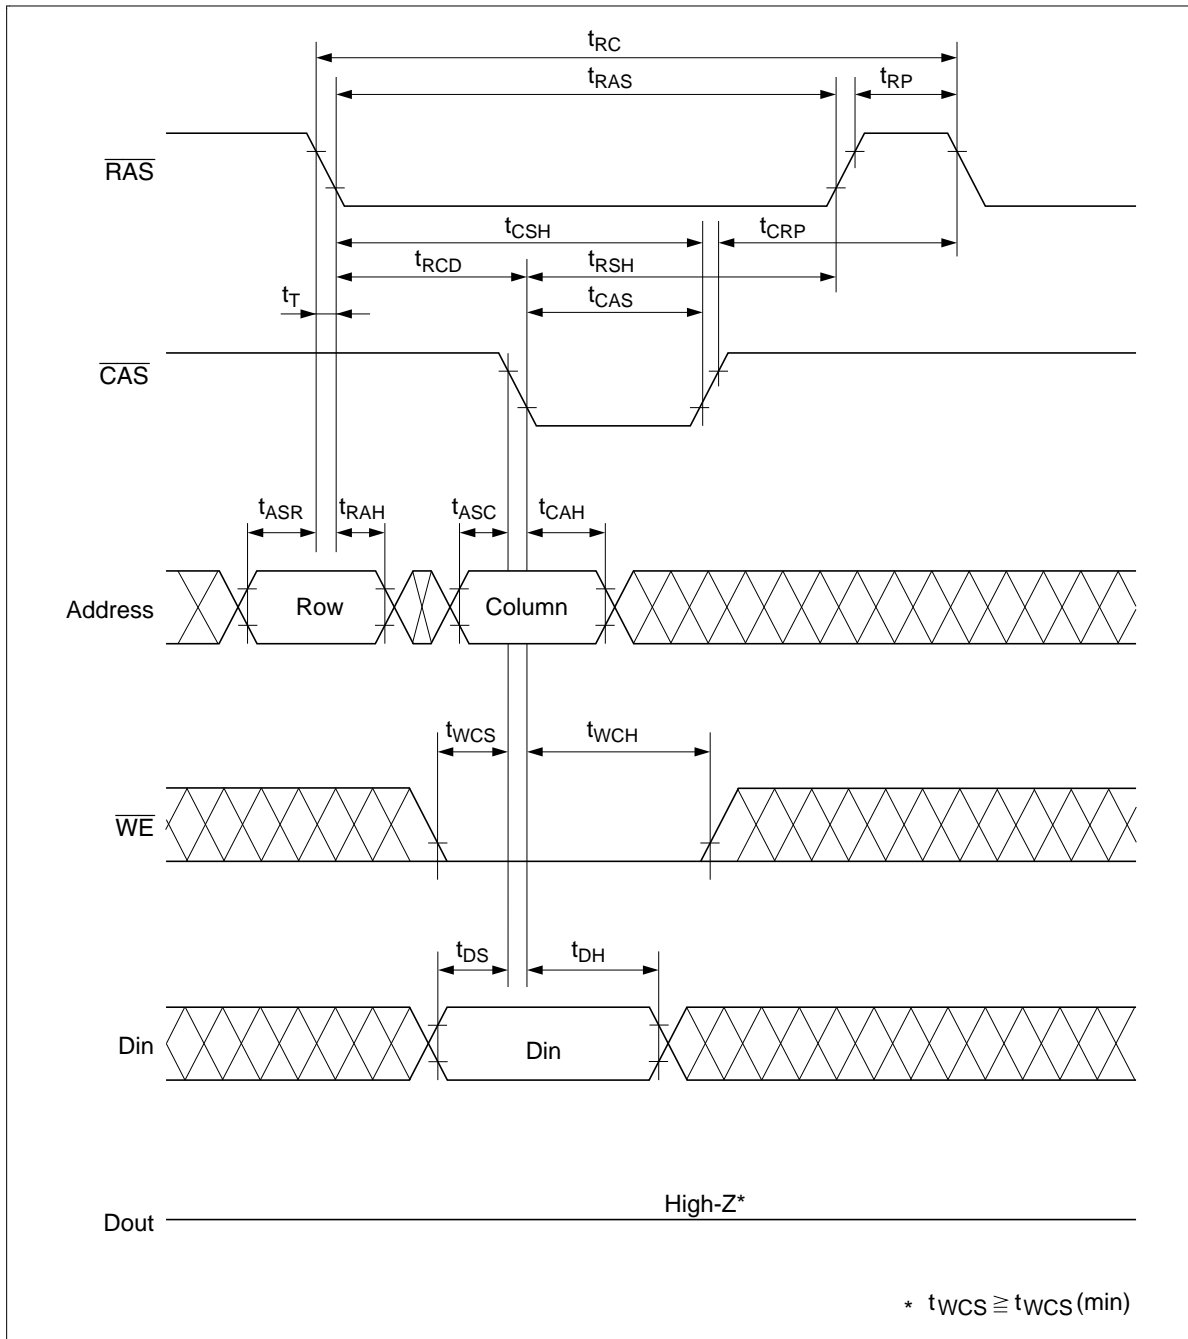 tRC
tRAS
tRP
RAS
tCSH
tCRP
tRCD
tRSH
tT
tCAS
CAS
tASR
tRAH
tASC
tCAH
Address
Row
Column
tWCS
tWCH
WE
tDS
tDH
Din
Din
High-Z*
Dout
* tWCS ≧ tWCS (min)